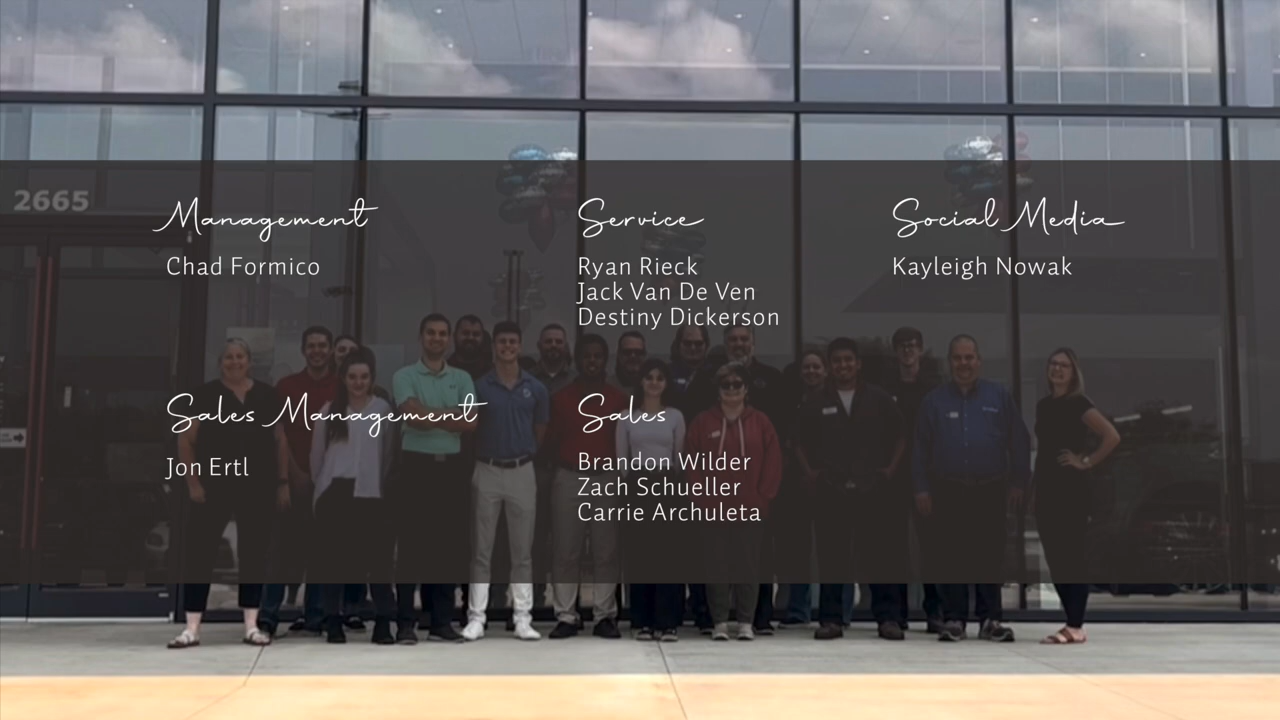 2665
Management
Chad Formico
Service
Ryan Rieck
Jack Van De Ven
Destiny Dickerson
Social Media
Kayleigh Nowak
Sales Management
Jon Ertl
Sales
Brandon Wilder
Zach Schueller
Carrie Archuleta